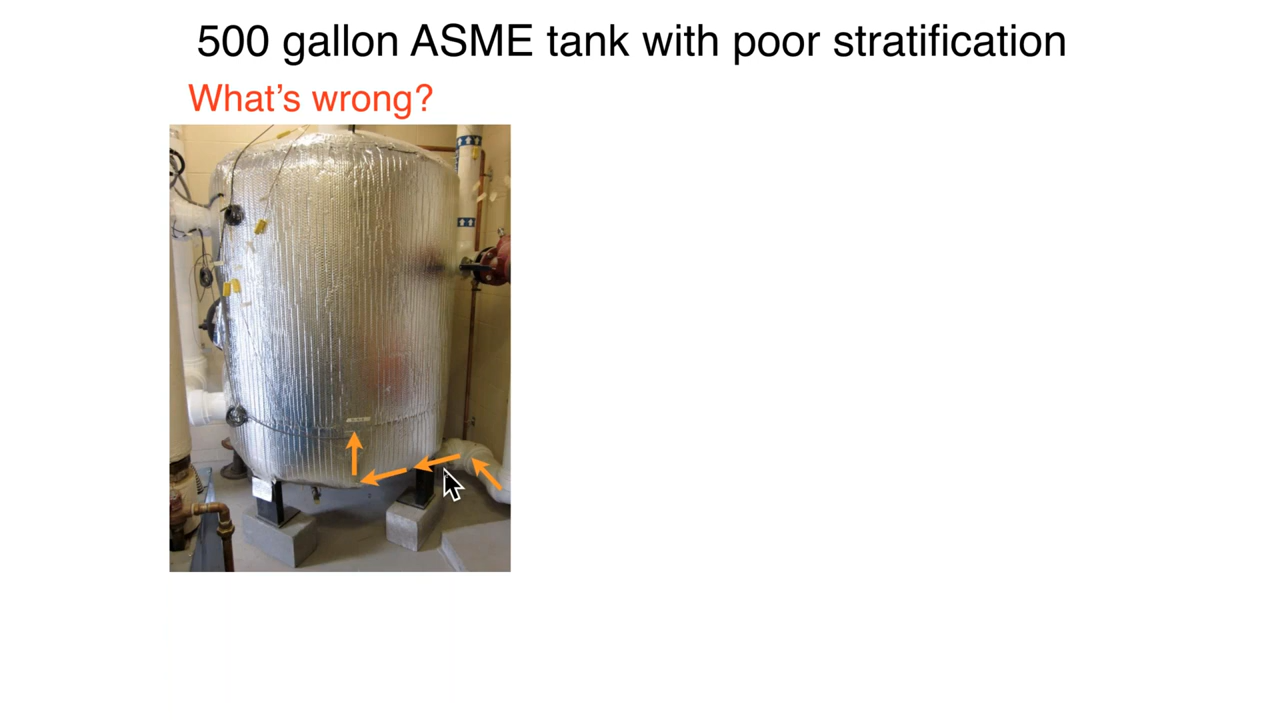 500 gallon ASME tank with poor stratification
What’s wrong?